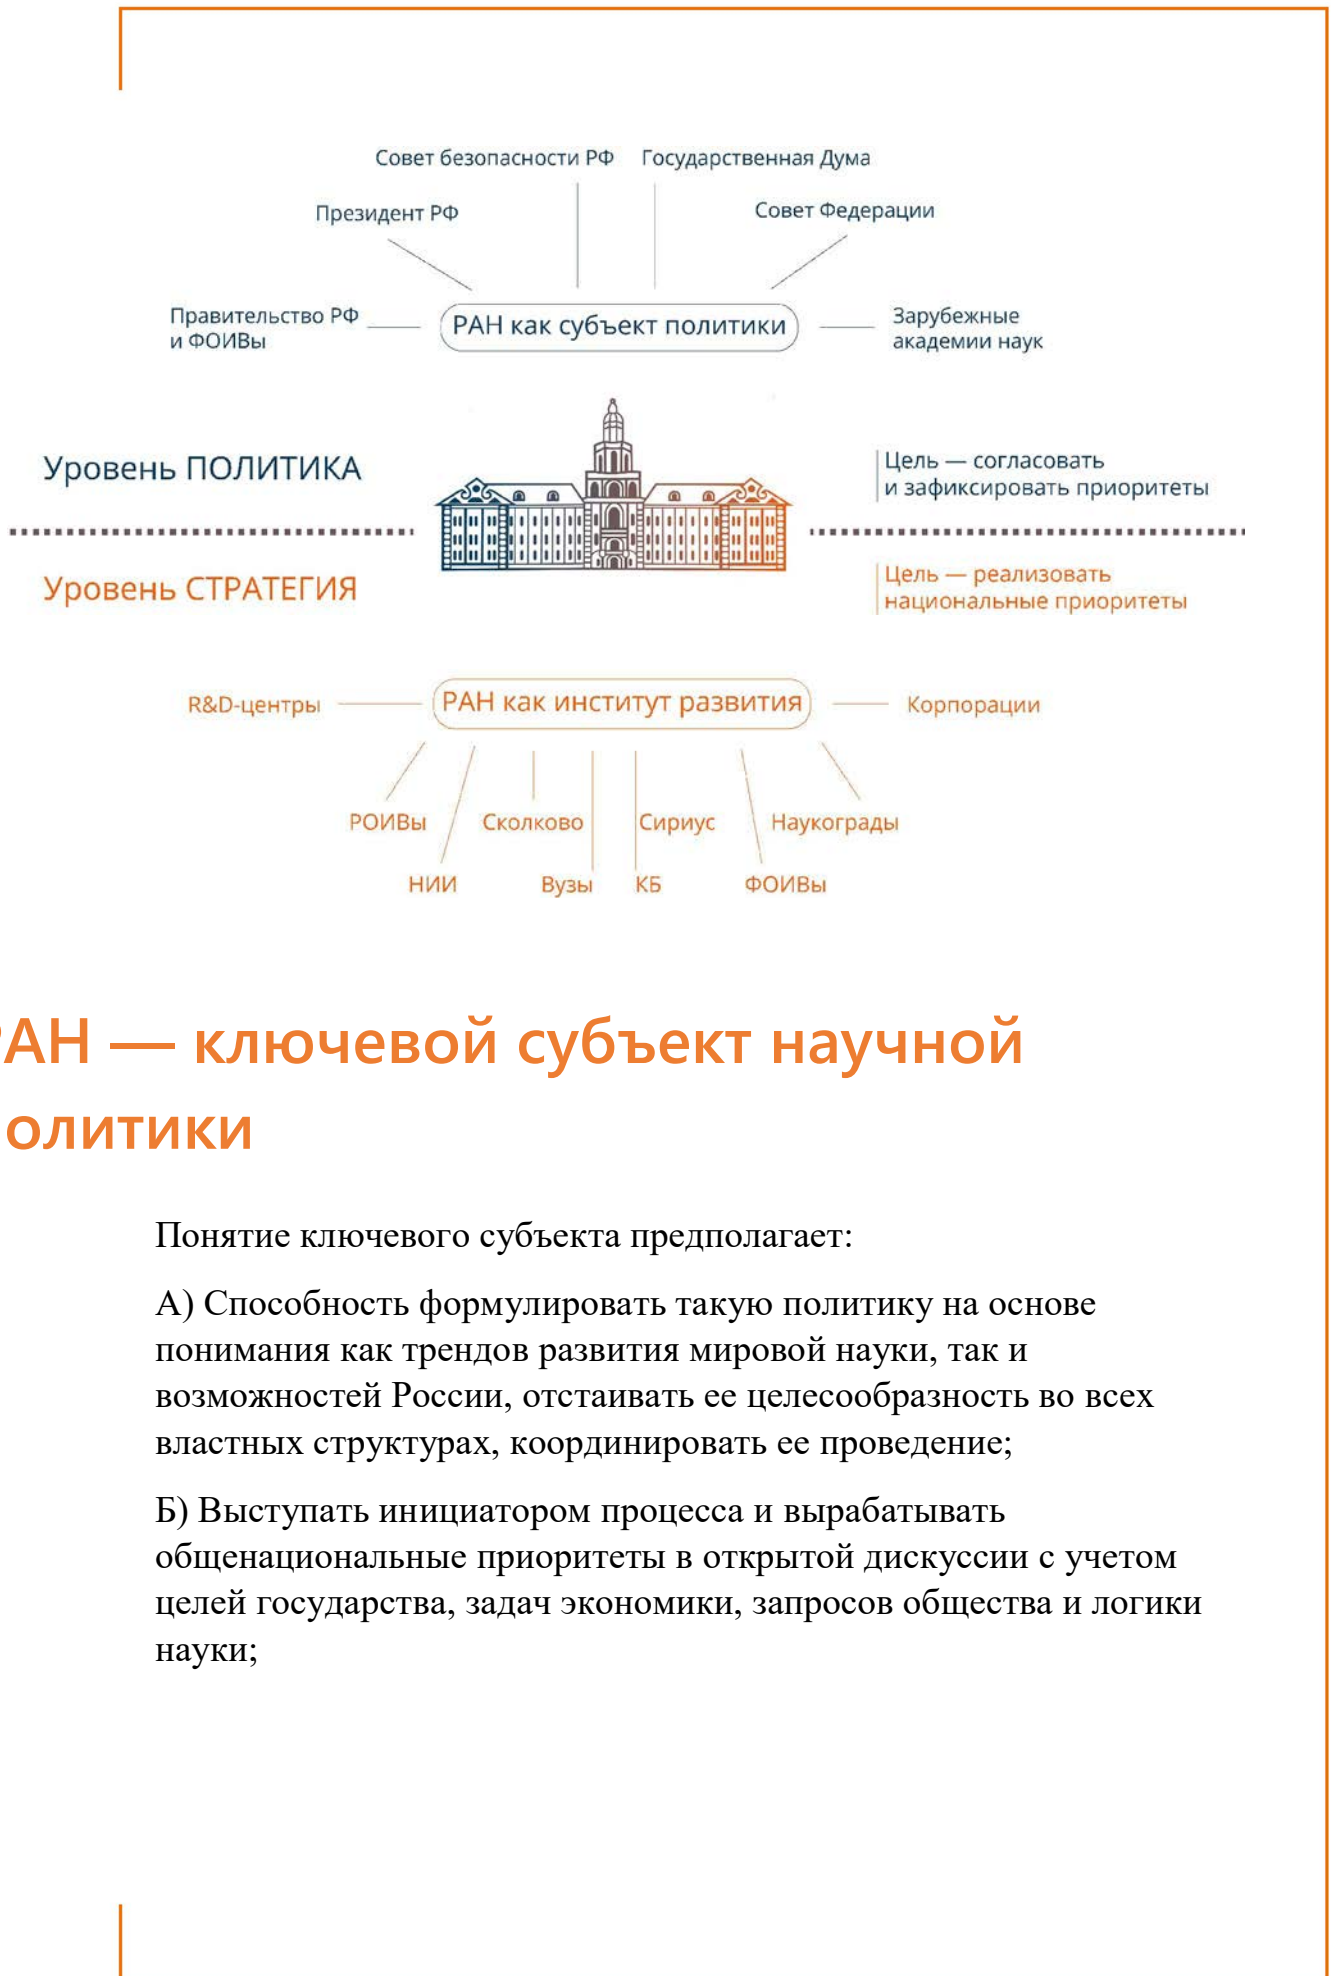 Совет безопасности РФ Государственная Дума
Президент РФ Совет Федерации
Правительство РФ
и ФОИВы
РАН как субъект политики
Зарубежные
академии наук
Уровень ПОЛИТИКА
Цель — согласовать
и зафиксировать приоритеты
Уровень СТРАТЕГИЯ
Цель — реализовать
национальные приоритеты
R&D-центры
РАН как институт развития
Корпорации
РОИВы Сколково Сириус Наукограды
НИИ Вузы КБ ФОИВы
РАН — ключевой субъект научной
олитики
Понятие ключевого субъекта предполагает:
А) Способность формулировать такую политику на основе
понимания как трендов развития мировой науки, так и
возможностей России, отстаивать ее целесообразность во всех
властных структурах, координировать ее проведение;
Б) Выступать инициатором процесса и вырабатывать
общенациональные приоритеты в открытой дискуссии с учетом
целей государства, задач экономики, запросов общества и логики
науки;